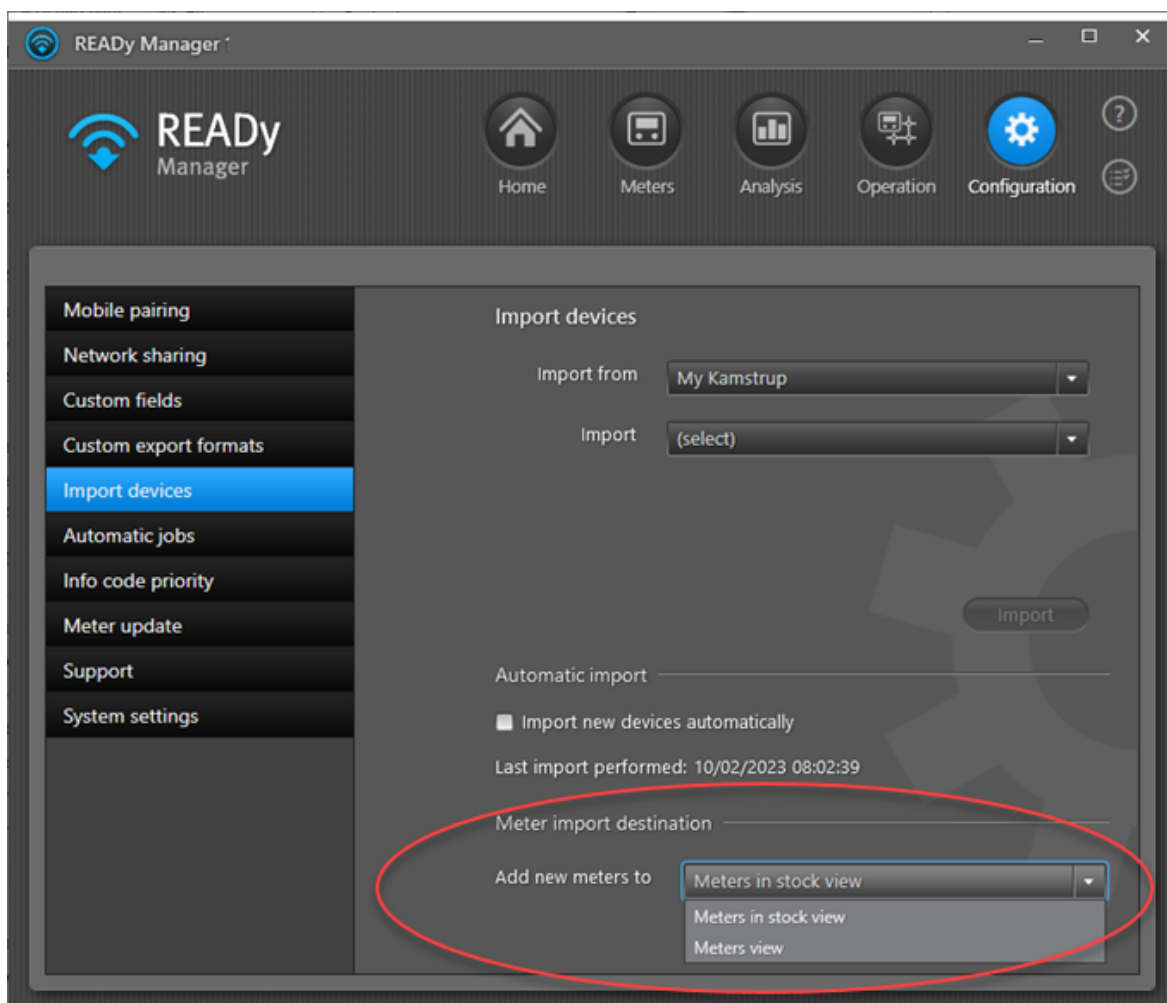 READy Manager
READy
Manager
Home
Meters
Analysis
Operation
Configuration
?
Mobile pairing
Network sharing
Custom fields
Custom export formats
Import devices
Automatic jobs
Info code priority
Meter update
Support
System settings
Import devices
Import from My Kamstrup
Import (select)
Import
Automatic import
Import new devices automatically
Last import performed: 10/02/2023 08:02:39
Meter import destination
Add new meters to Meters in stock view
Meters in stock view
Meters view